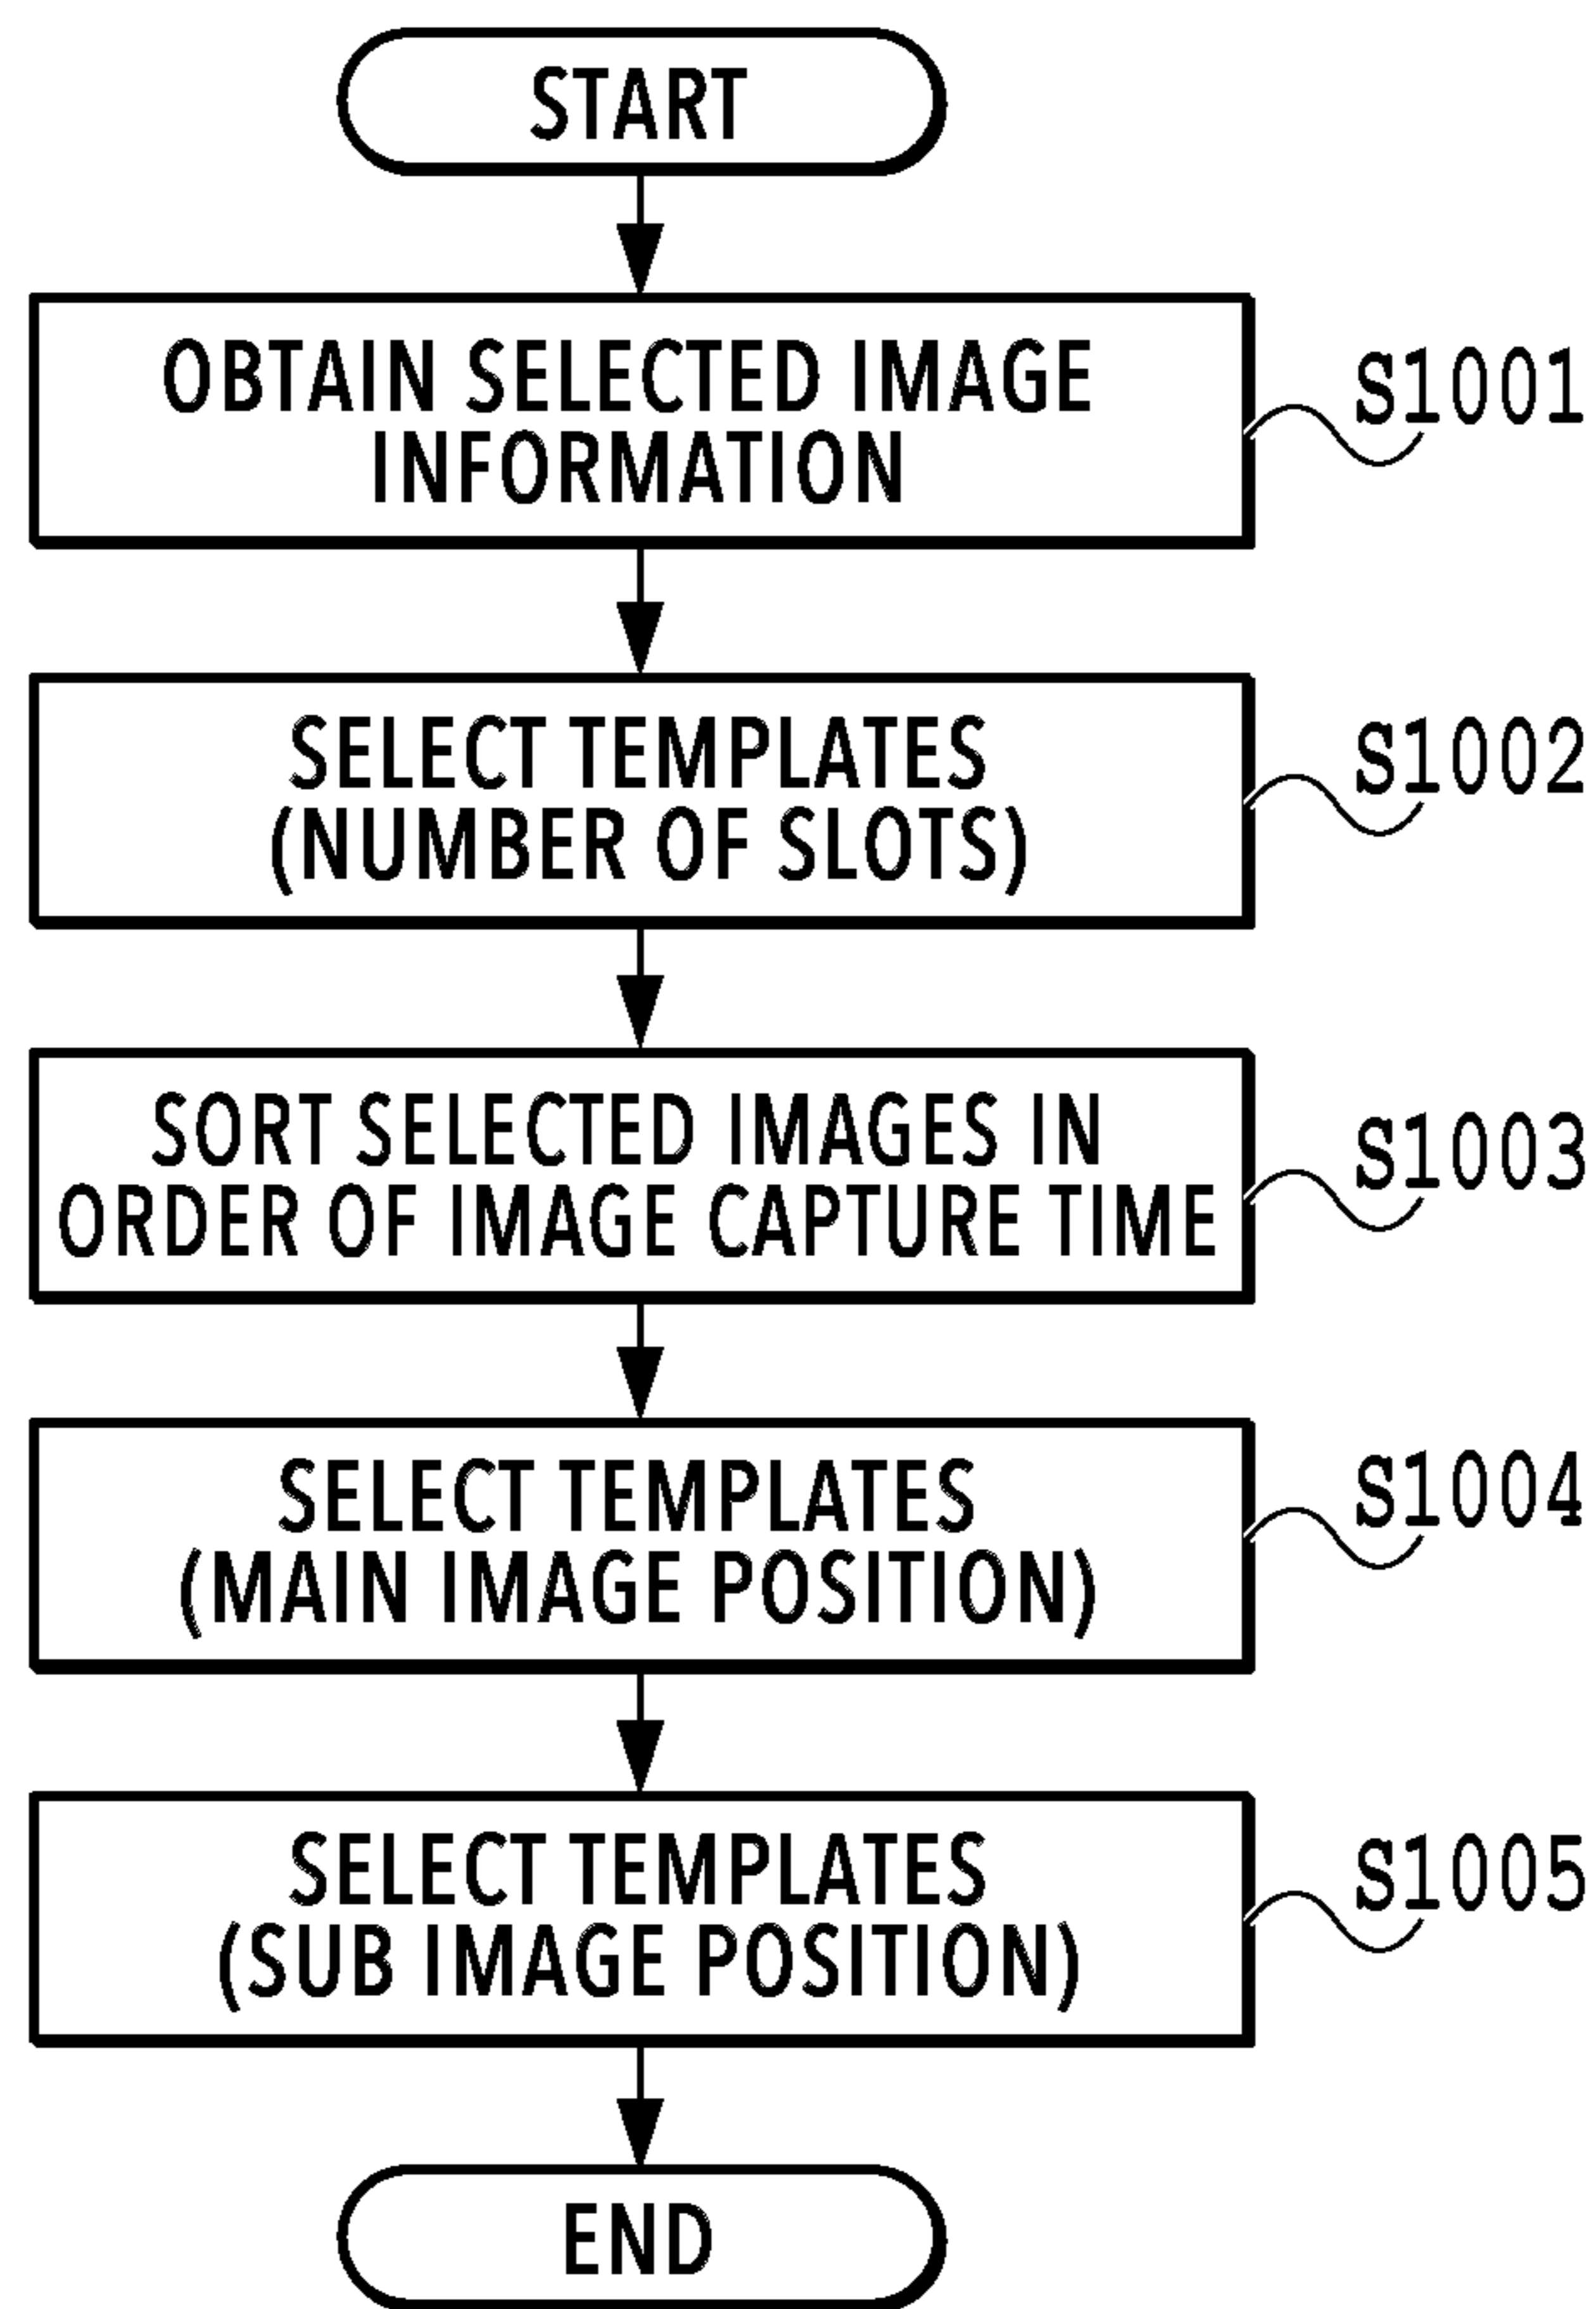 START
OBTAIN SELECTED IMAGE
INFORMATION
S1001
SELECT TEMPLATES
(NUMBER OF SLOTS)
S1002
SORT SELECTED IMAGES IN
ORDER OF IMAGE CAPTURE TIME
S1003
SELECT TEMPLATES
(MAIN IMAGE POSITION)
S1004
SELECT TEMPLATES
(SUB IMAGE POSITION)
S1005
END